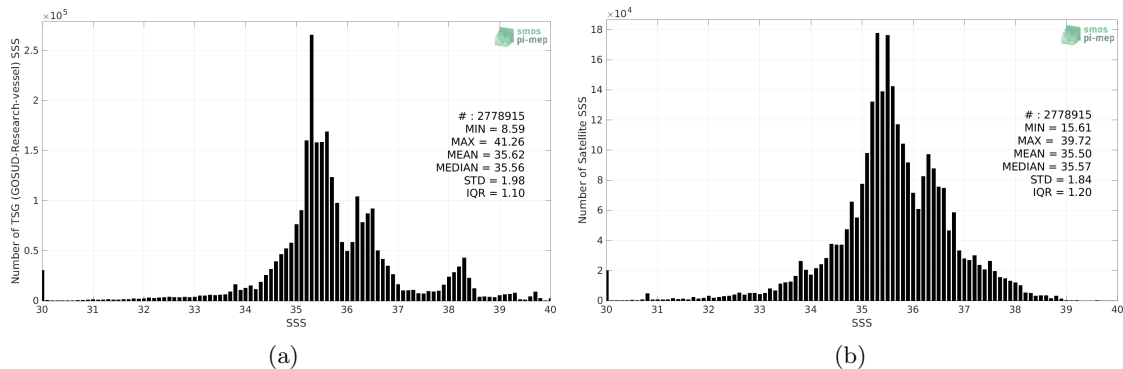 ×10⁵
smos
pi-mep
Number of TSG (GOSUD-Research-vessel) SSS
2.5
2
1.5
1
0.5
0
# : 2778915
MIN = 8.59
MAX = 41.26
MEAN = 35.62
MEDIAN = 35.56
STD = 1.98
IQR = 1.10
30 31 32 33 34 35 36 37 38 39 40
SSS
(a)
×10⁴
smos
pi-mep
Number of Satellite SSS
18
16
14
12
10
8
6
4
2
0
# : 2778915
MIN = 15.61
MAX = 39.72
MEAN = 35.50
MEDIAN = 35.57
STD = 1.84
IQR = 1.20
30 31 32 33 34 35 36 37 38 39 40
SSS
(b)